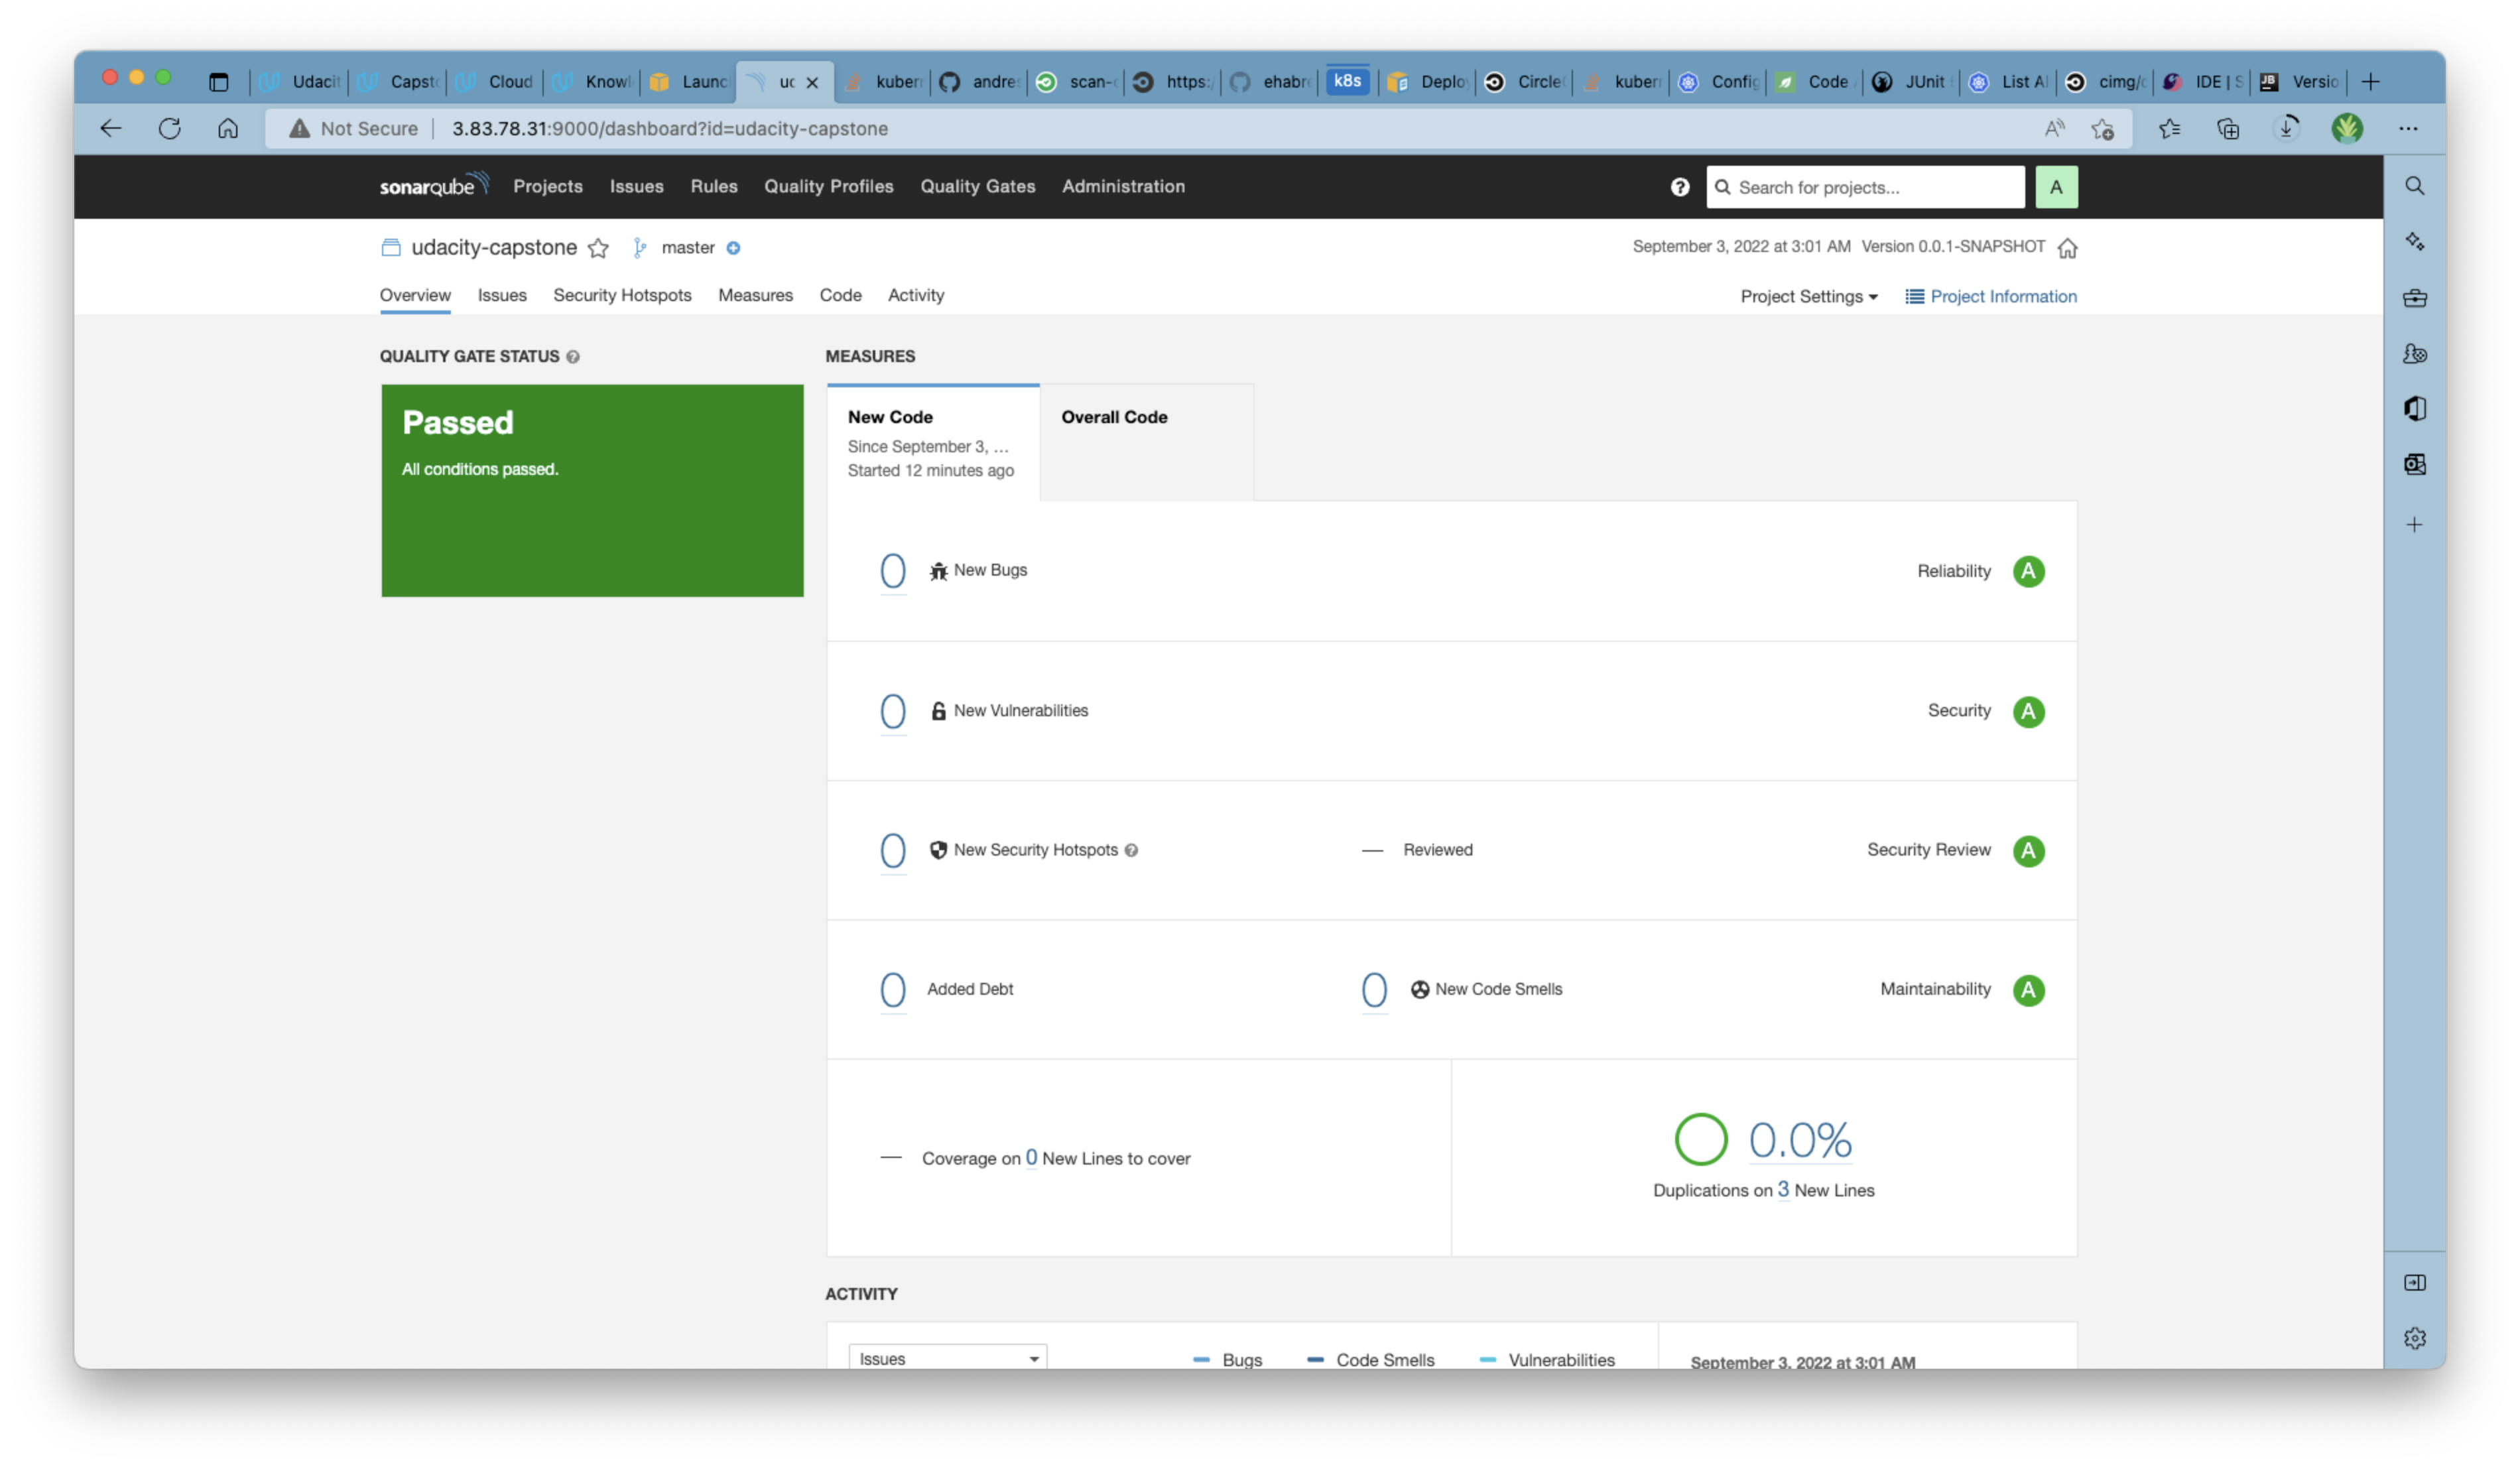 Udacit Capst Cloud Knowl Launc uc kuber andre scan- https:/ ehabre k8s Deplo Circle kuber Config Code JUnit List A cimg/ IDE | S Versio
Not Secure 3.83.78.31:9000/dashboard?id=udacity-capstone
sonarqube Projects Issues Rules Quality Profiles Quality Gates Administration Search for projects... A
udacity-capstone master September 3, 2022 at 3:01 AM Version 0.0.1-SNAPSHOT
Overview Issues Security Hotspots Measures Code Activity Project Settings Project Information
QUALITY GATE STATUS MEASURES
Passed
All conditions passed.
New Code Overall Code
Since September 3, ...
Started 12 minutes ago
0 New Bugs Reliability A
0 New Vulnerabilities Security A
0 New Security Hotspots — Reviewed Security Review A
0 Added Debt 0 New Code Smells Maintainability A
— Coverage on 0 New Lines to cover
0.0%
Duplications on 3 New Lines
ACTIVITY
Issues Bugs Code Smells Vulnerabilities September 3, 2022 at 3:01 AM